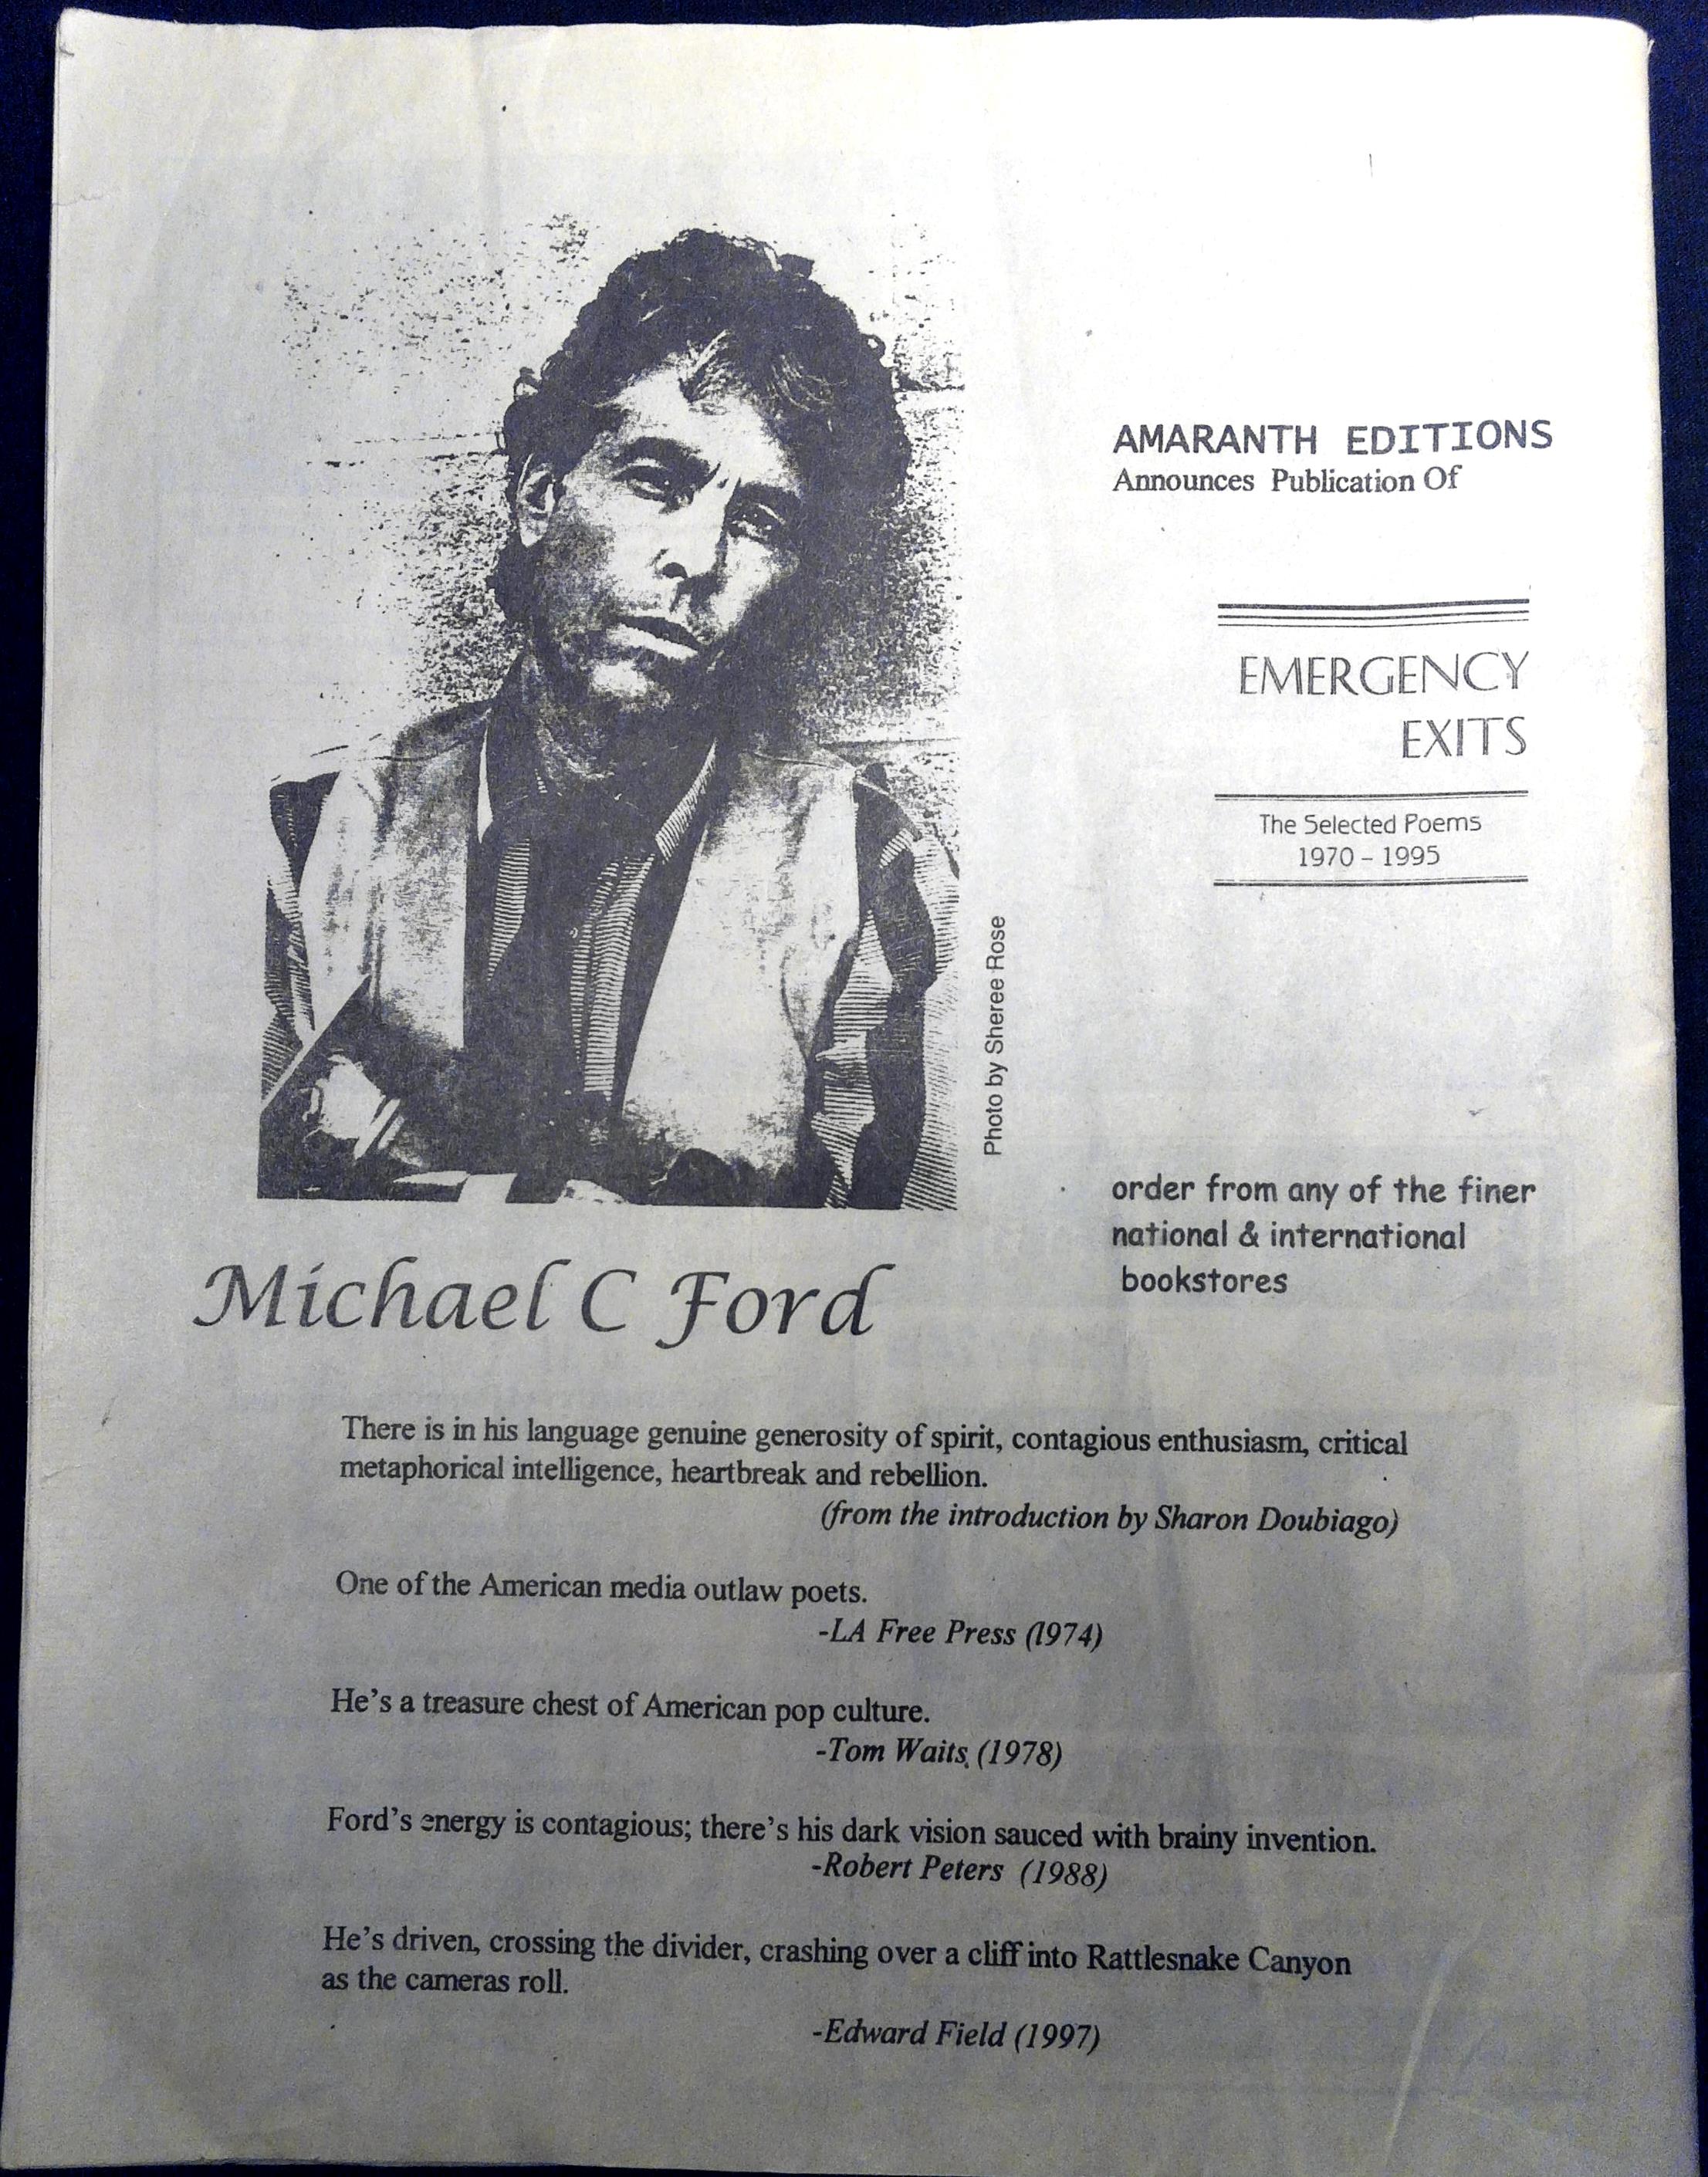 AMARANTH EDITIONS
Announces Publication Of
EMERGENCY
EXITS
The Selected Poems
1970 – 1995
Photo by Sheree Rose
order from any of the finer
national & international
bookstores
Michael C Ford
There is in his language genuine generosity of spirit, contagious enthusiasm, critical
metaphorical intelligence, heartbreak and rebellion.
(from the introduction by Sharon Doubiago)
One of the American media outlaw poets.
-LA Free Press (1974)
He's a treasure chest of American pop culture.
-Tom Waits (1978)
Ford's energy is contagious; there's his dark vision sauced with brainy invention.
-Robert Peters (1988)
He's driven, crossing the divider, crashing over a cliff into Rattlesnake Canyon
as the cameras roll.
-Edward Field (1997)